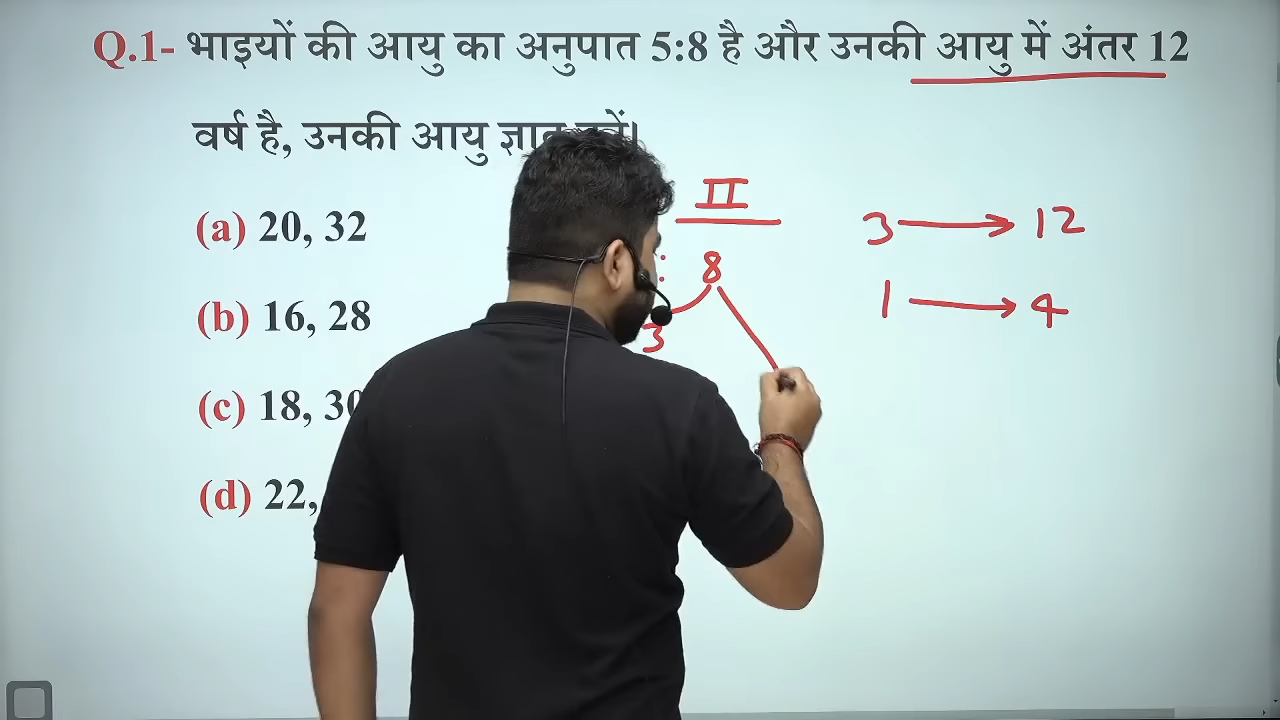 Q.1- भाइयों की आयु का अनुपात 5:8 है और उनकी आयु में अंतर 12
वर्ष है, उनकी आयु
(a) 20, 32
(b) 16, 28
(c) 18,
(d) 22,
II
: 8
3
3 → 12
1 → 4